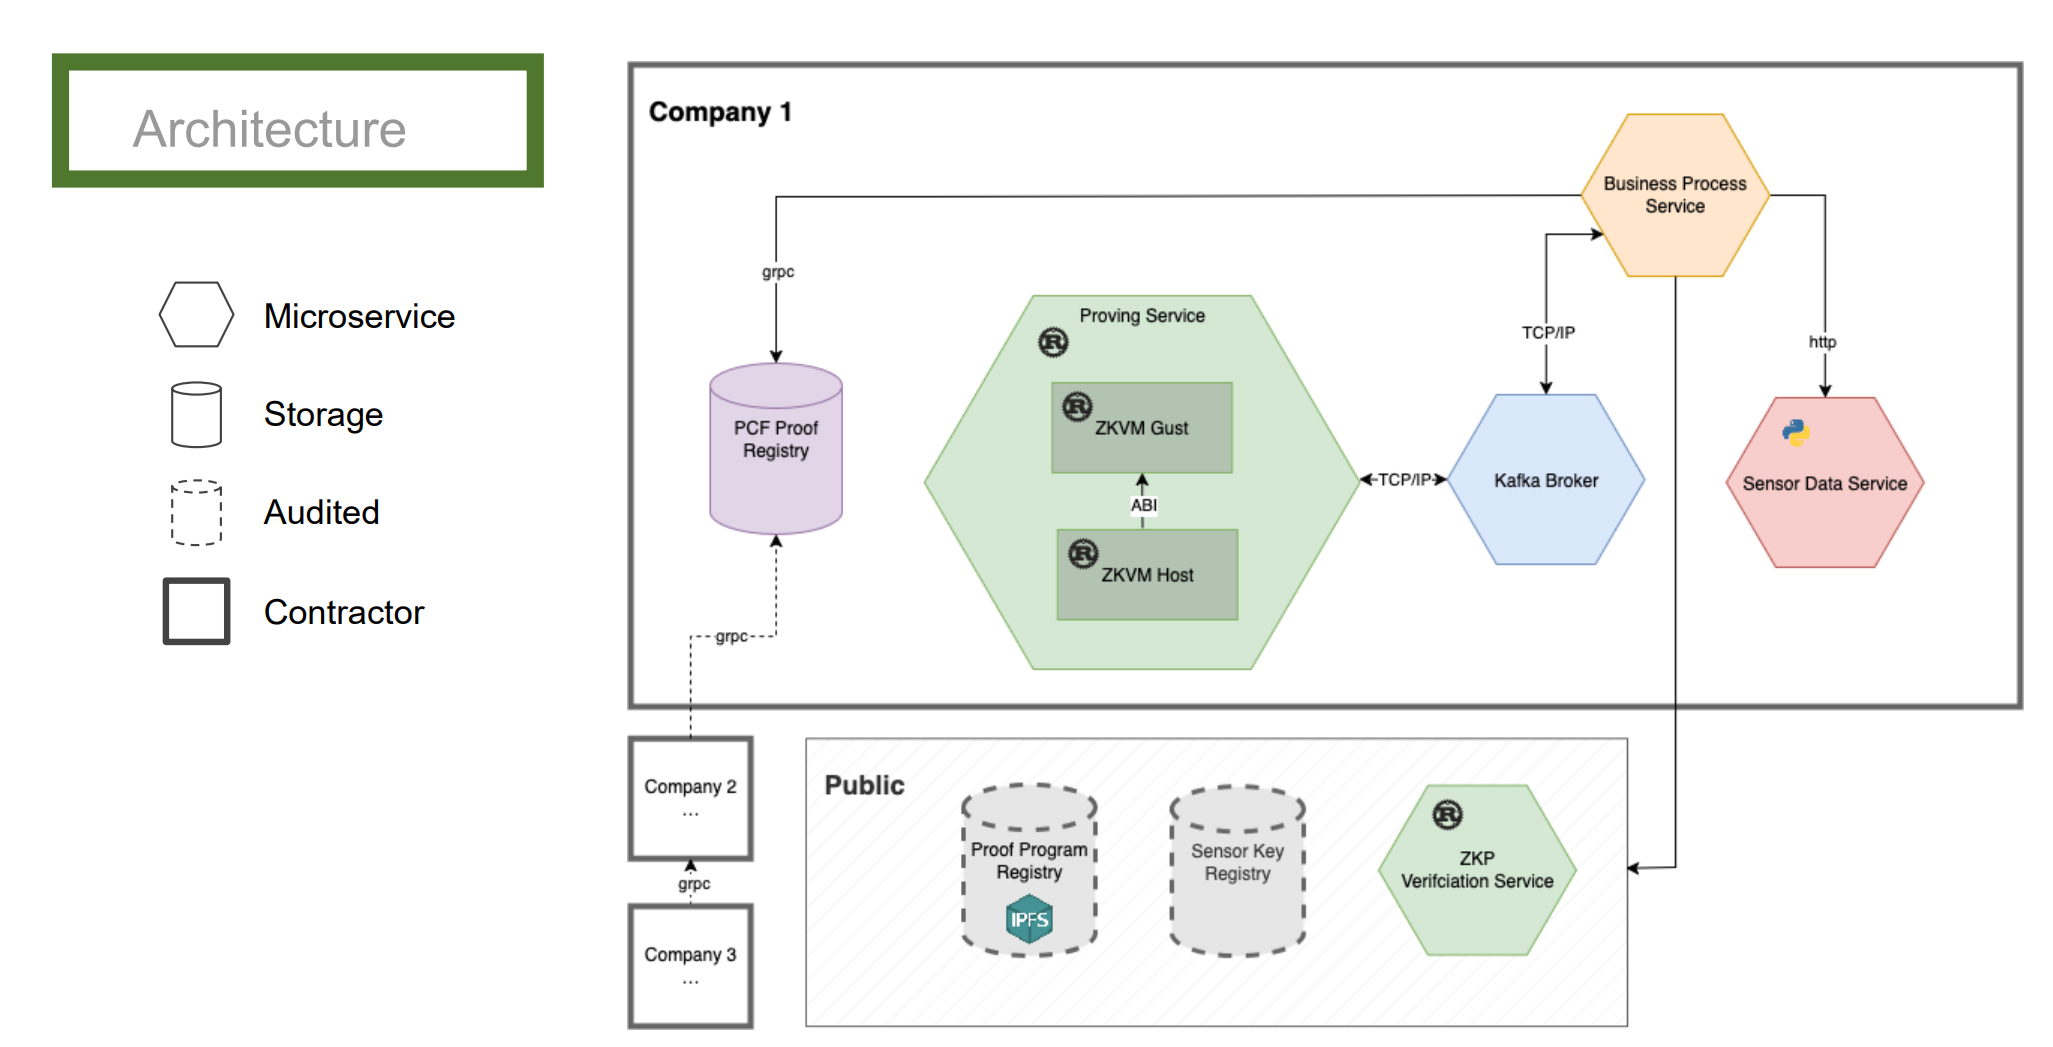 Architecture
Microservice
Storage
Audited
Contractor
Company 1
Business Process
Service
grpc
TCP/IP
http
Proving Service
R
R
ZKVM Gust
ABI
R
ZKVM Host
PCF Proof
Registry
TCP/IP
Kafka Broker
Sensor Data Service
grpc
Company 2
...
grpc
Company 3
...
Public
Proof Program
Registry
IPFS
Sensor Key
Registry
R
ZKP
Verifciation Service